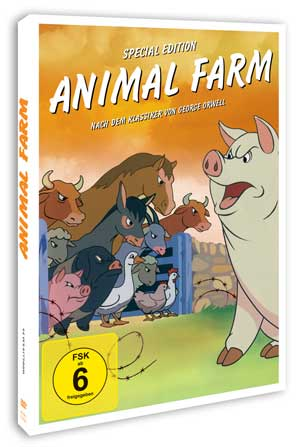 SPECIAL EDITION
ANIMAL FARM
NACH DEM KLASSIKER VON GEORGE ORWELL
ANIMAL FARM
FSK
ab
6
freigegeben